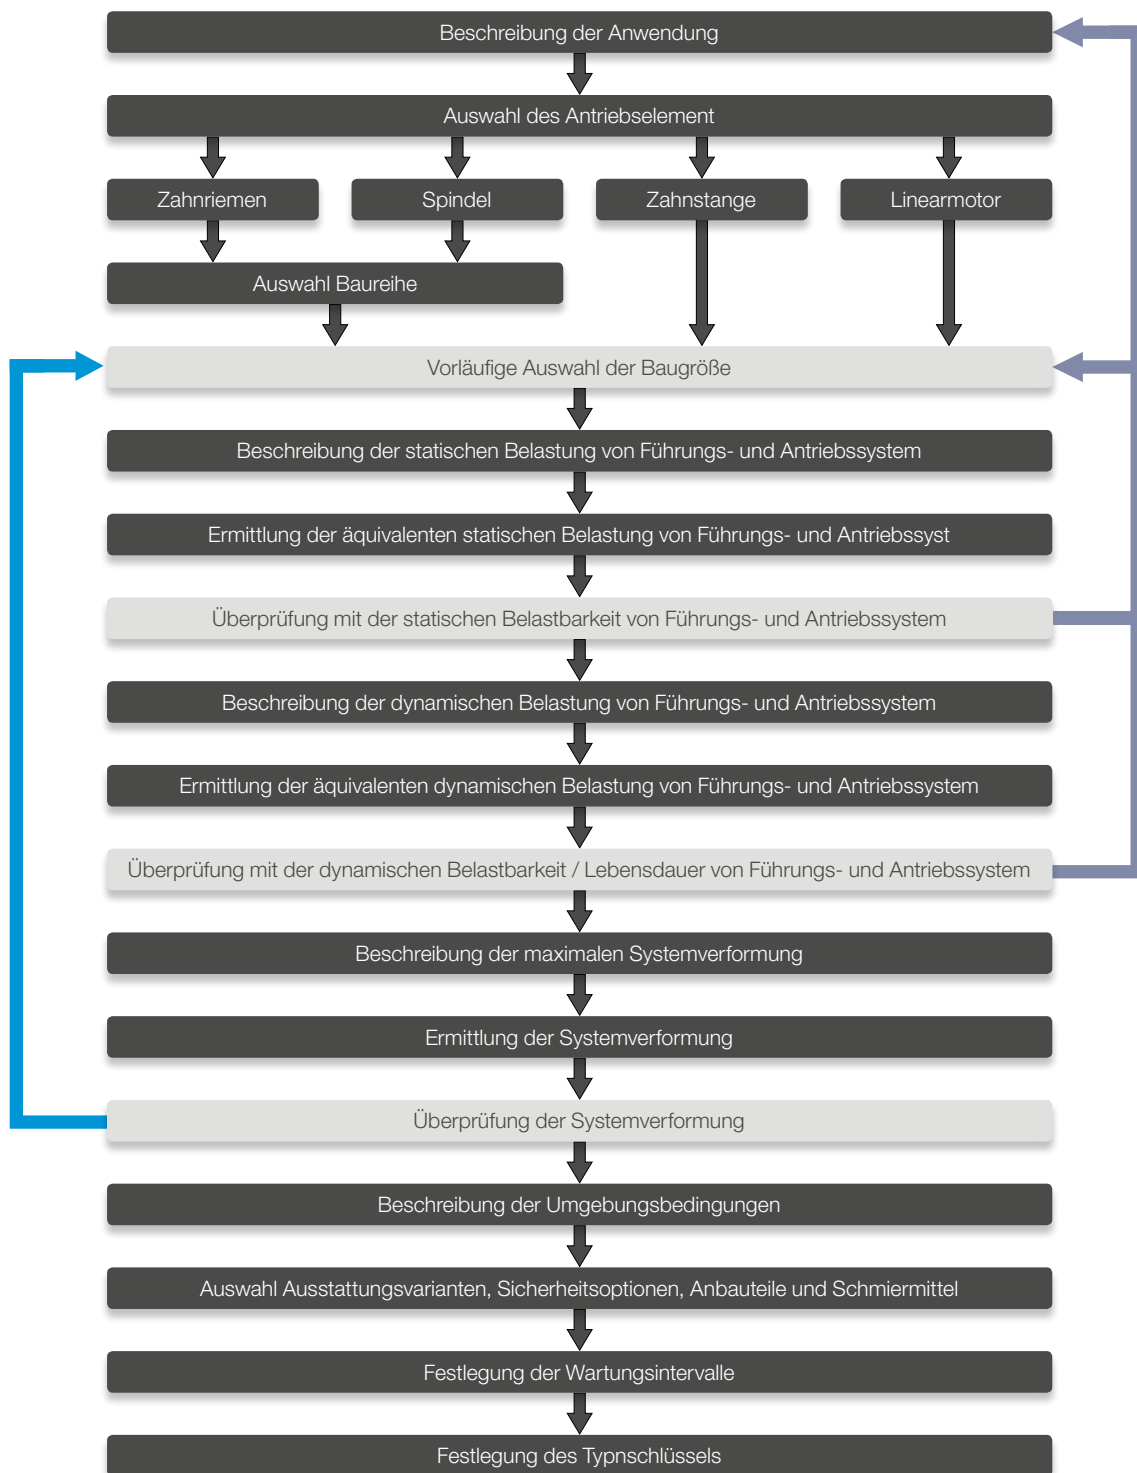 Beschreibung der Anwendung
Auswahl des Antriebselement
Zahnriemen
Spindel
Zahnstange
Linearmotor
Auswahl Baureihe
Vorläufige Auswahl der Baugröße
Beschreibung der statischen Belastung von Führungs- und Antriebssystem
Ermittlung der äquivalenten statischen Belastung von Führungs- und Antriebssyst
Überprüfung mit der statischen Belastbarkeit von Führungs- und Antriebssystem
Beschreibung der dynamischen Belastung von Führungs- und Antriebssystem
Ermittlung der äquivalenten dynamischen Belastung von Führungs- und Antriebssystem
Überprüfung mit der dynamischen Belastbarkeit / Lebensdauer von Führungs- und Antriebssystem
Beschreibung der maximalen Systemverformung
Ermittlung der Systemverformung
Überprüfung der Systemverformung
Beschreibung der Umgebungsbedingungen
Auswahl Ausstattungsvarianten, Sicherheitsoptionen, Anbauteile und Schmiermittel
Festlegung der Wartungsintervalle
Festlegung des Typnschlüssels